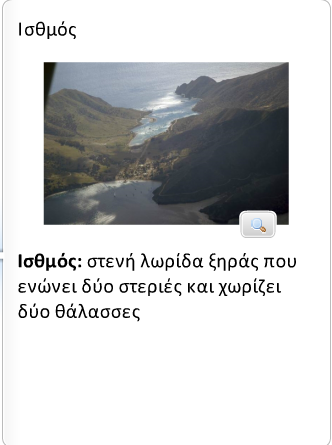 Ισθμός
Ισθμός: στενή λωρίδα ξηράς που
ενώνει δύο στεριές και χωρίζει
δύο θάλασσες